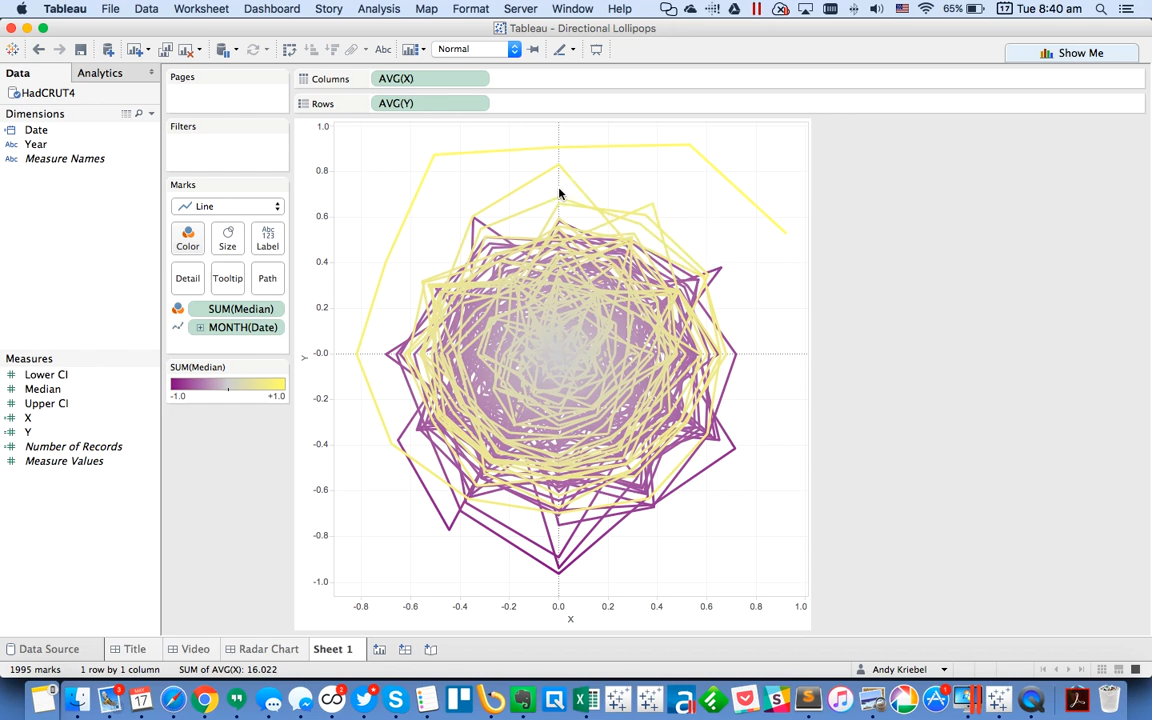 Tableau File Data Worksheet Dashboard Story Analysis Map Format Server Window Help 65% 17 Tue 8:40 am
Tableau - Directional Lollipops
Abc Normal Show Me
Data Analytics Pages Columns AVG(X)
HadCRUT4 Rows AVG(Y)
Dimensions
Date
Abc Year
Abc Measure Names
Filters
Marks
Line
Color Size Abc 123 Label
Detail Tooltip Path
SUM(Median)
MONTH(Date)
SUM(Median)
-1.0 +1.0
Measures
Lower CI
Median
Upper CI
X
Y
Number of Records
Measure Values
1.0
0.8
0.6
0.4
0.2
-0.0
-0.2
-0.4
-0.6
-0.8
-1.0
Y
-0.8 -0.6 -0.4 -0.2 0.0 0.2 0.4 0.6 0.8 1.0
X
Data Source Title Video Radar Chart Sheet 1
1995 marks 1 row by 1 column SUM of AVG(X): 16.022 Andy Kriebel